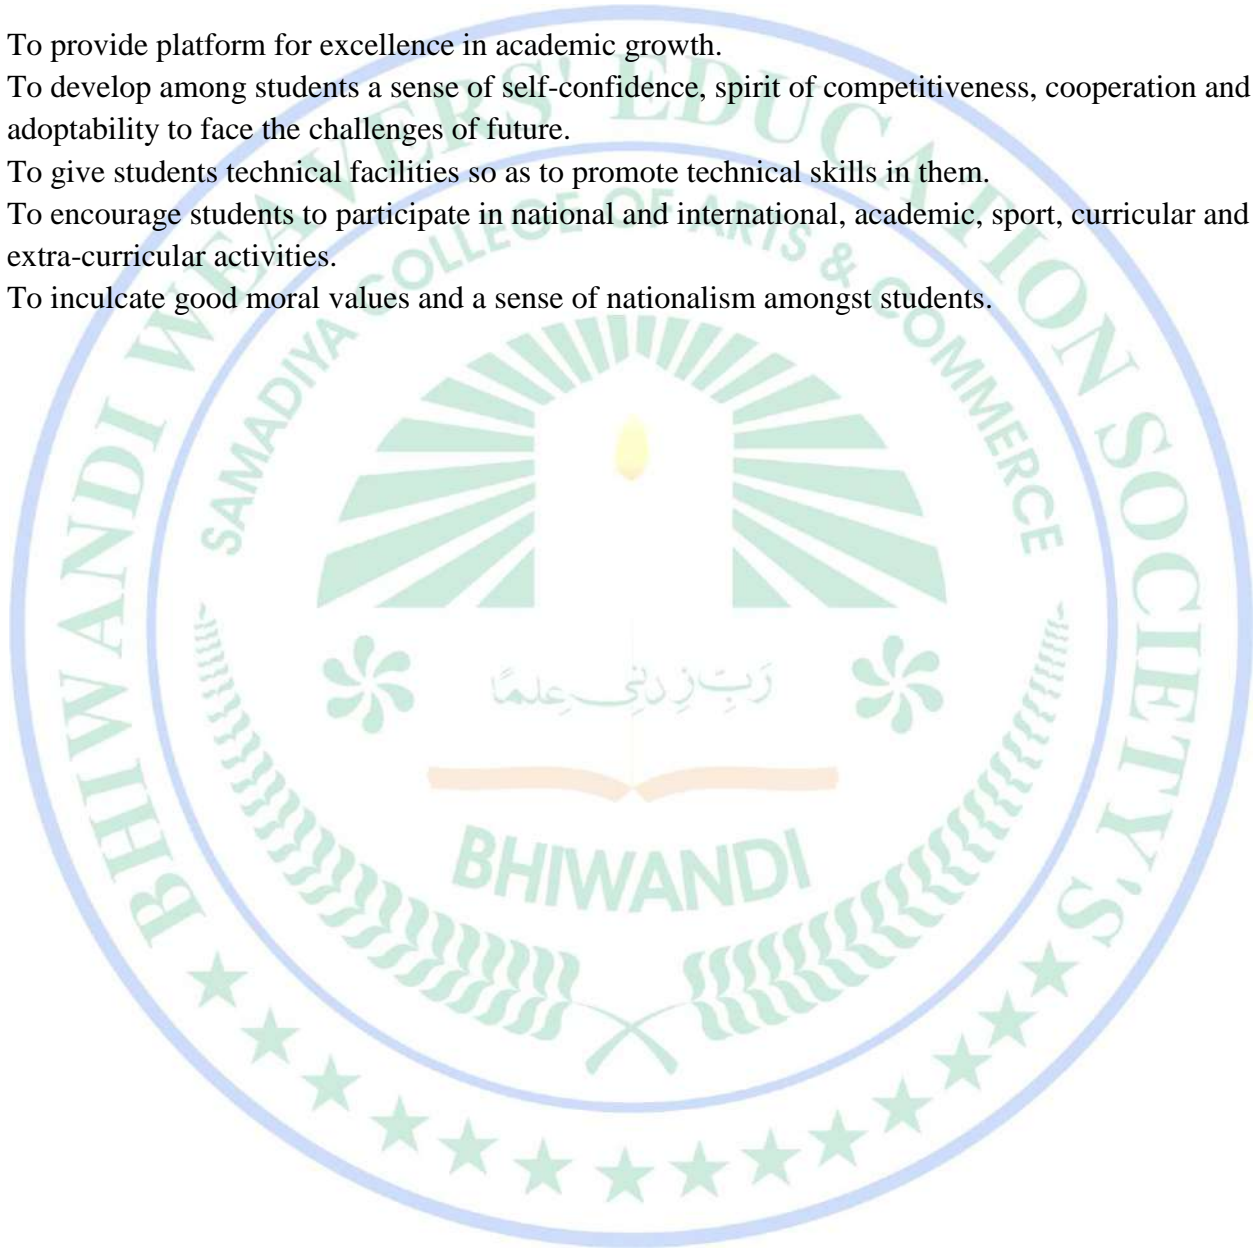 To provide platform for excellence in academic growth.
To develop among students a sense of self-confidence, spirit of competitiveness, cooperation and
adoptability to face the challenges of future.
To give students technical facilities so as to promote technical skills in them.
To encourage students to participate in national and international, academic, sport, curricular and
extra-curricular activities.
To inculcate good moral values and a sense of nationalism amongst students.
BHIWANDI WEAVERS' EDUCATION SOCIETY'S
SAMADIYA COLLEGE OF ARTS & COMMERCE
رَبِّ زِدْنِی عِلمًا
BHIWANDI